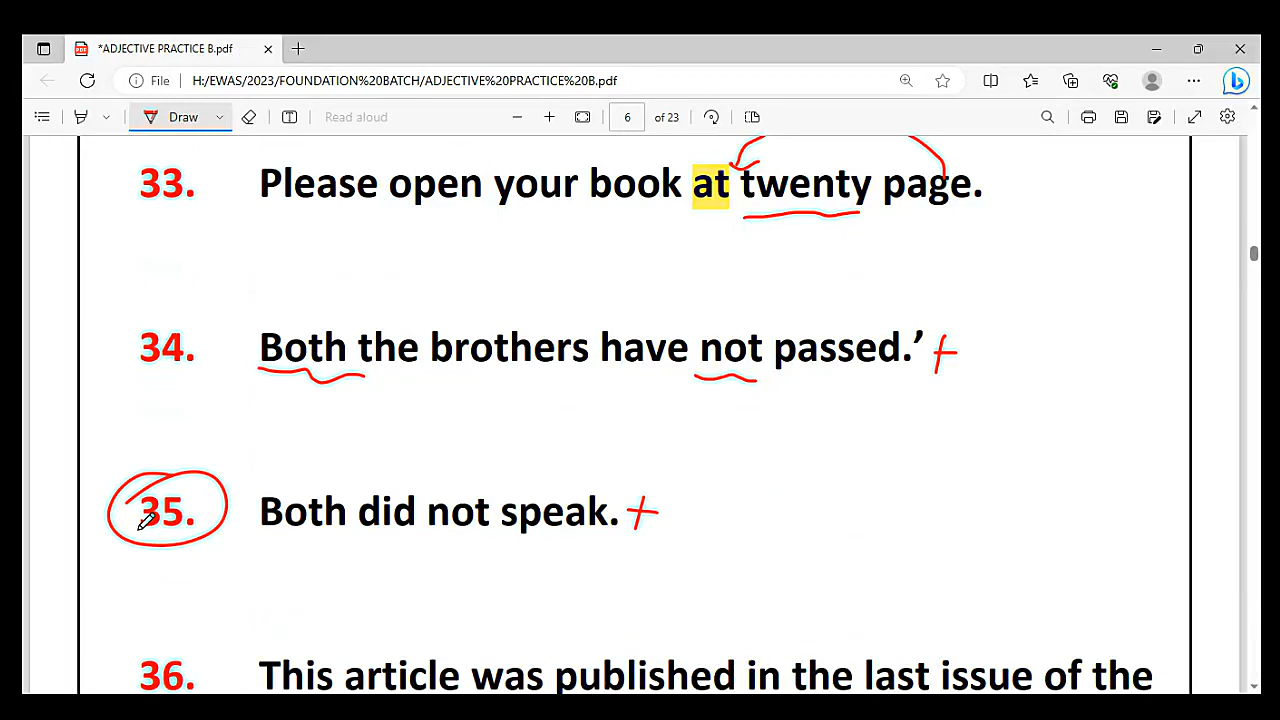 *ADJECTIVE PRACTICE B.pdf
File H:/EWAS/2023/FOUNDATION%20BATCH/ADJECTIVE%20PRACTICE%20B.pdf
Draw Read aloud 6 of 23
33. Please open your book at twenty page.
34. Both the brothers have not passed.’ +
35. Both did not speak. +
36. This article was published in the last issue of the